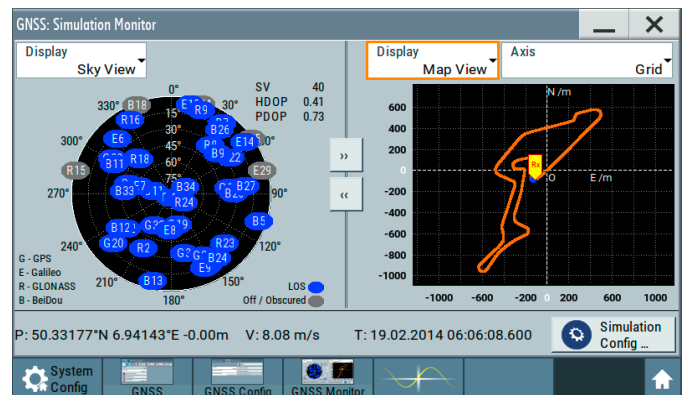 GNSS: Simulation Monitor
Display
Sky View
SV 40
HDOP 0.41
PDOP 0.73
0°
30°
90°
120°
150°
180°
210°
240°
270°
300°
330°
15°
30°
45°
60°
75°
B18
R9
R16
B26
E6
E14
B9
22
R15
B11
R18
E29
B33
B34
B27
R24
B5
B12
E8
G20
R2
R23
B24
E9
B13
G - GPS
E - Galileo
R - GLONASS
B - BeiDou
LOS
Off / Obscured
››
‹‹
Display
Map View
Axis
Grid
N /m
600
400
200
0
-200
-400
-600
-800
-1000
Rx
O
E /m
-1000 -600 -200 0 200 600 1000
P: 50.33177°N 6.94143°E -0.00m V: 8.08 m/s T: 19.02.2014 06:06:08.600
Simulation
Config ...
System
Config
GNSS
GNSS Config
GNSS Monitor